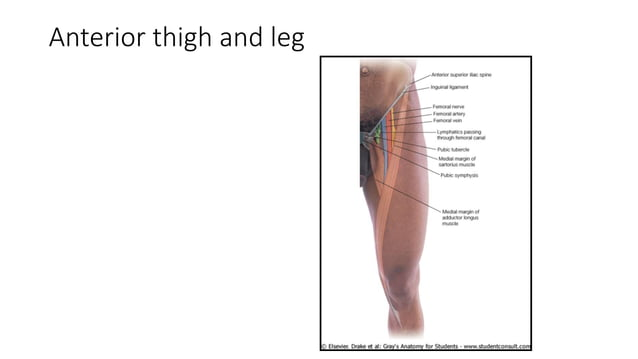 Anterior thigh and leg
Anterior superior iliac spine
Inguinal ligament
Femoral nerve
Femoral artery
Femoral vein
Lymphatics passing
through femoral canal
Pubic tubercle
Medial margin of
sartorius muscle
Pubic symphysis
Medial margin of
adductor longus
muscle
© Elsevier. Drake et al: Gray's Anatomy for Students - www.studentconsult.com